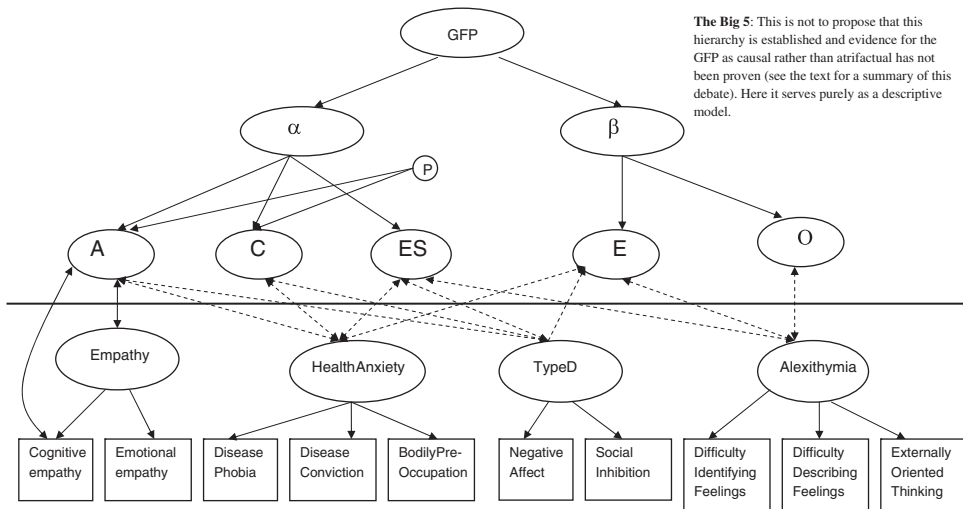 GFP
The Big 5: This is not to propose that this
hierarchy is established and evidence for the
GFP as causal rather than atrifactual has not
been proven (see the text for a summary of this
debate). Here it serves purely as a descriptive
model.
α
β
P
A
C
ES
E
O
Empathy
HealthAnxiety
TypeD
Alexithymia
Cognitive
empathy
Emotional
empathy
Disease
Phobia
Disease
Conviction
BodilyPre-
Occupation
Negative
Affect
Social
Inhibition
Difficulty
Identifying
Feelings
Difficulty
Describing
Feelings
Externally
Oriented
Thinking